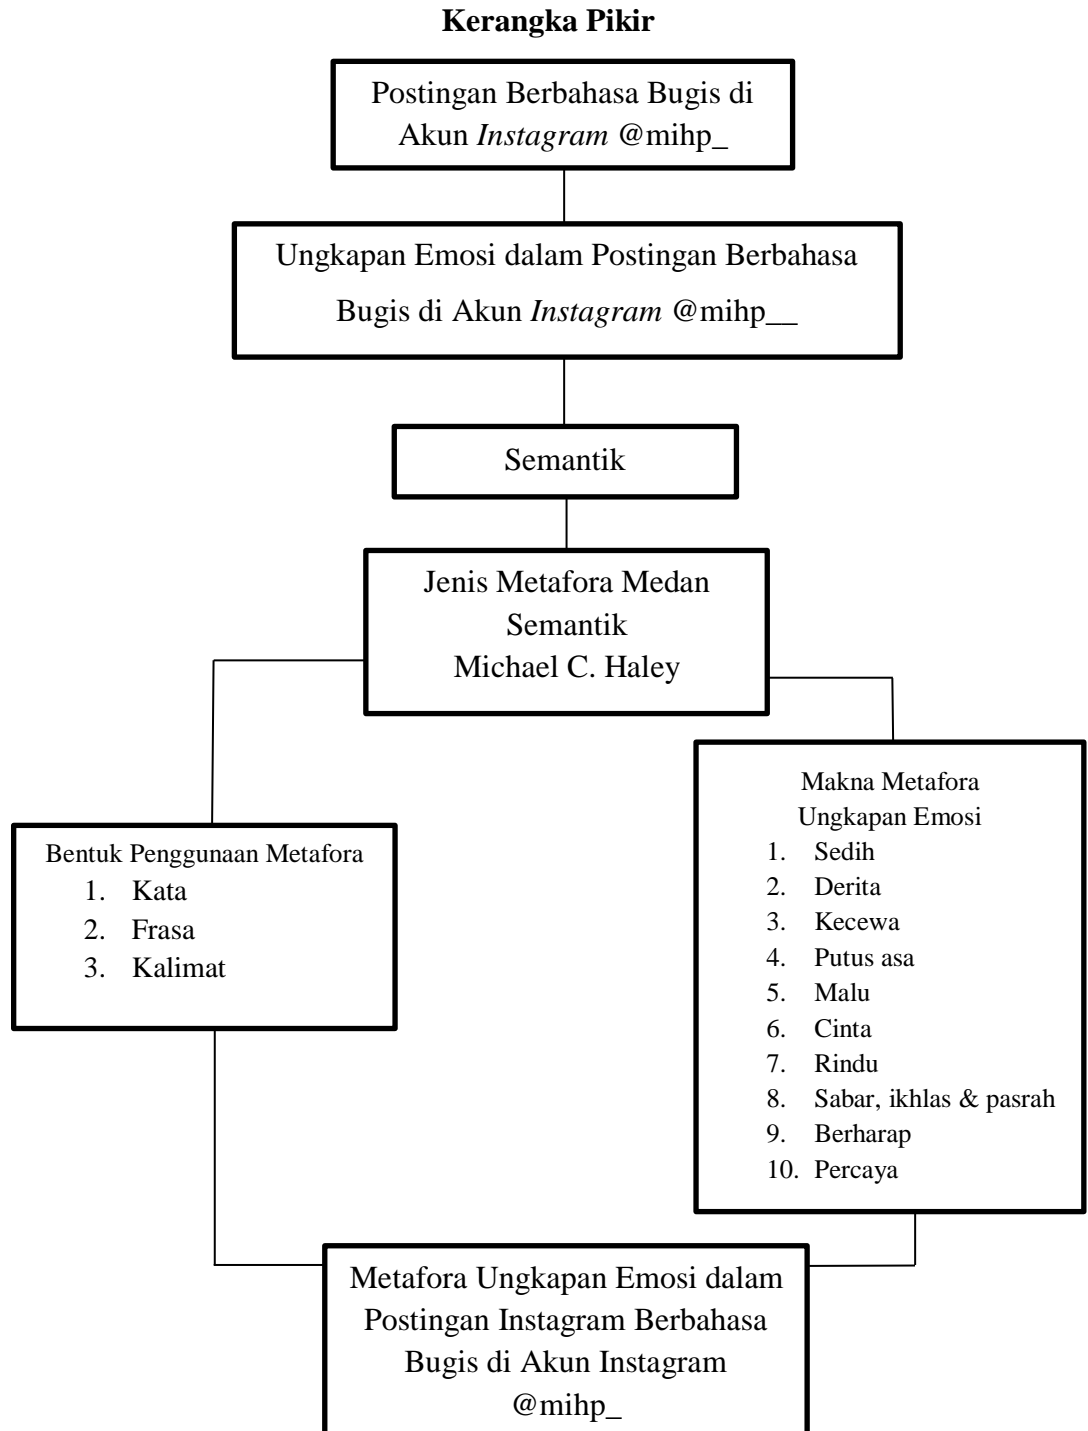 Kerangka Pikir
Postingan Berbahasa Bugis di
Akun Instagram @mihp_
Ungkapan Emosi dalam Postingan Berbahasa
Bugis di Akun Instagram @mihp__
Semantik
Jenis Metafora Medan
Semantik
Michael C. Haley
Bentuk Penggunaan Metafora
1. Kata
2. Frasa
3. Kalimat
Makna Metafora
Ungkapan Emosi
1. Sedih
2. Derita
3. Kecewa
4. Putus asa
5. Malu
6. Cinta
7. Rindu
8. Sabar, ikhlas & pasrah
9. Berharap
10. Percaya
Metafora Ungkapan Emosi dalam
Postingan Instagram Berbahasa
Bugis di Akun Instagram
@mihp_